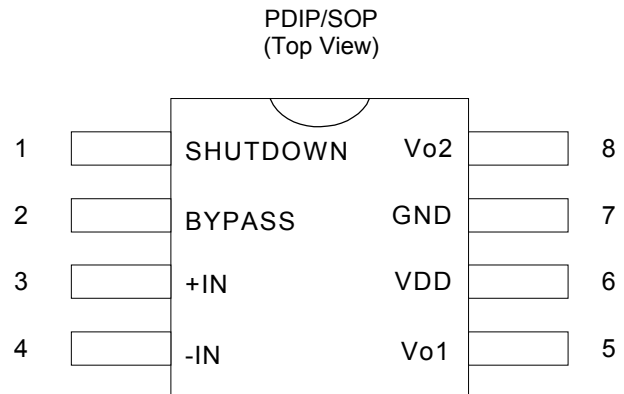 PDIP/SOP
(Top View)
1 SHUTDOWN Vo2 8
2 BYPASS GND 7
3 +IN VDD 6
4 -IN Vo1 5